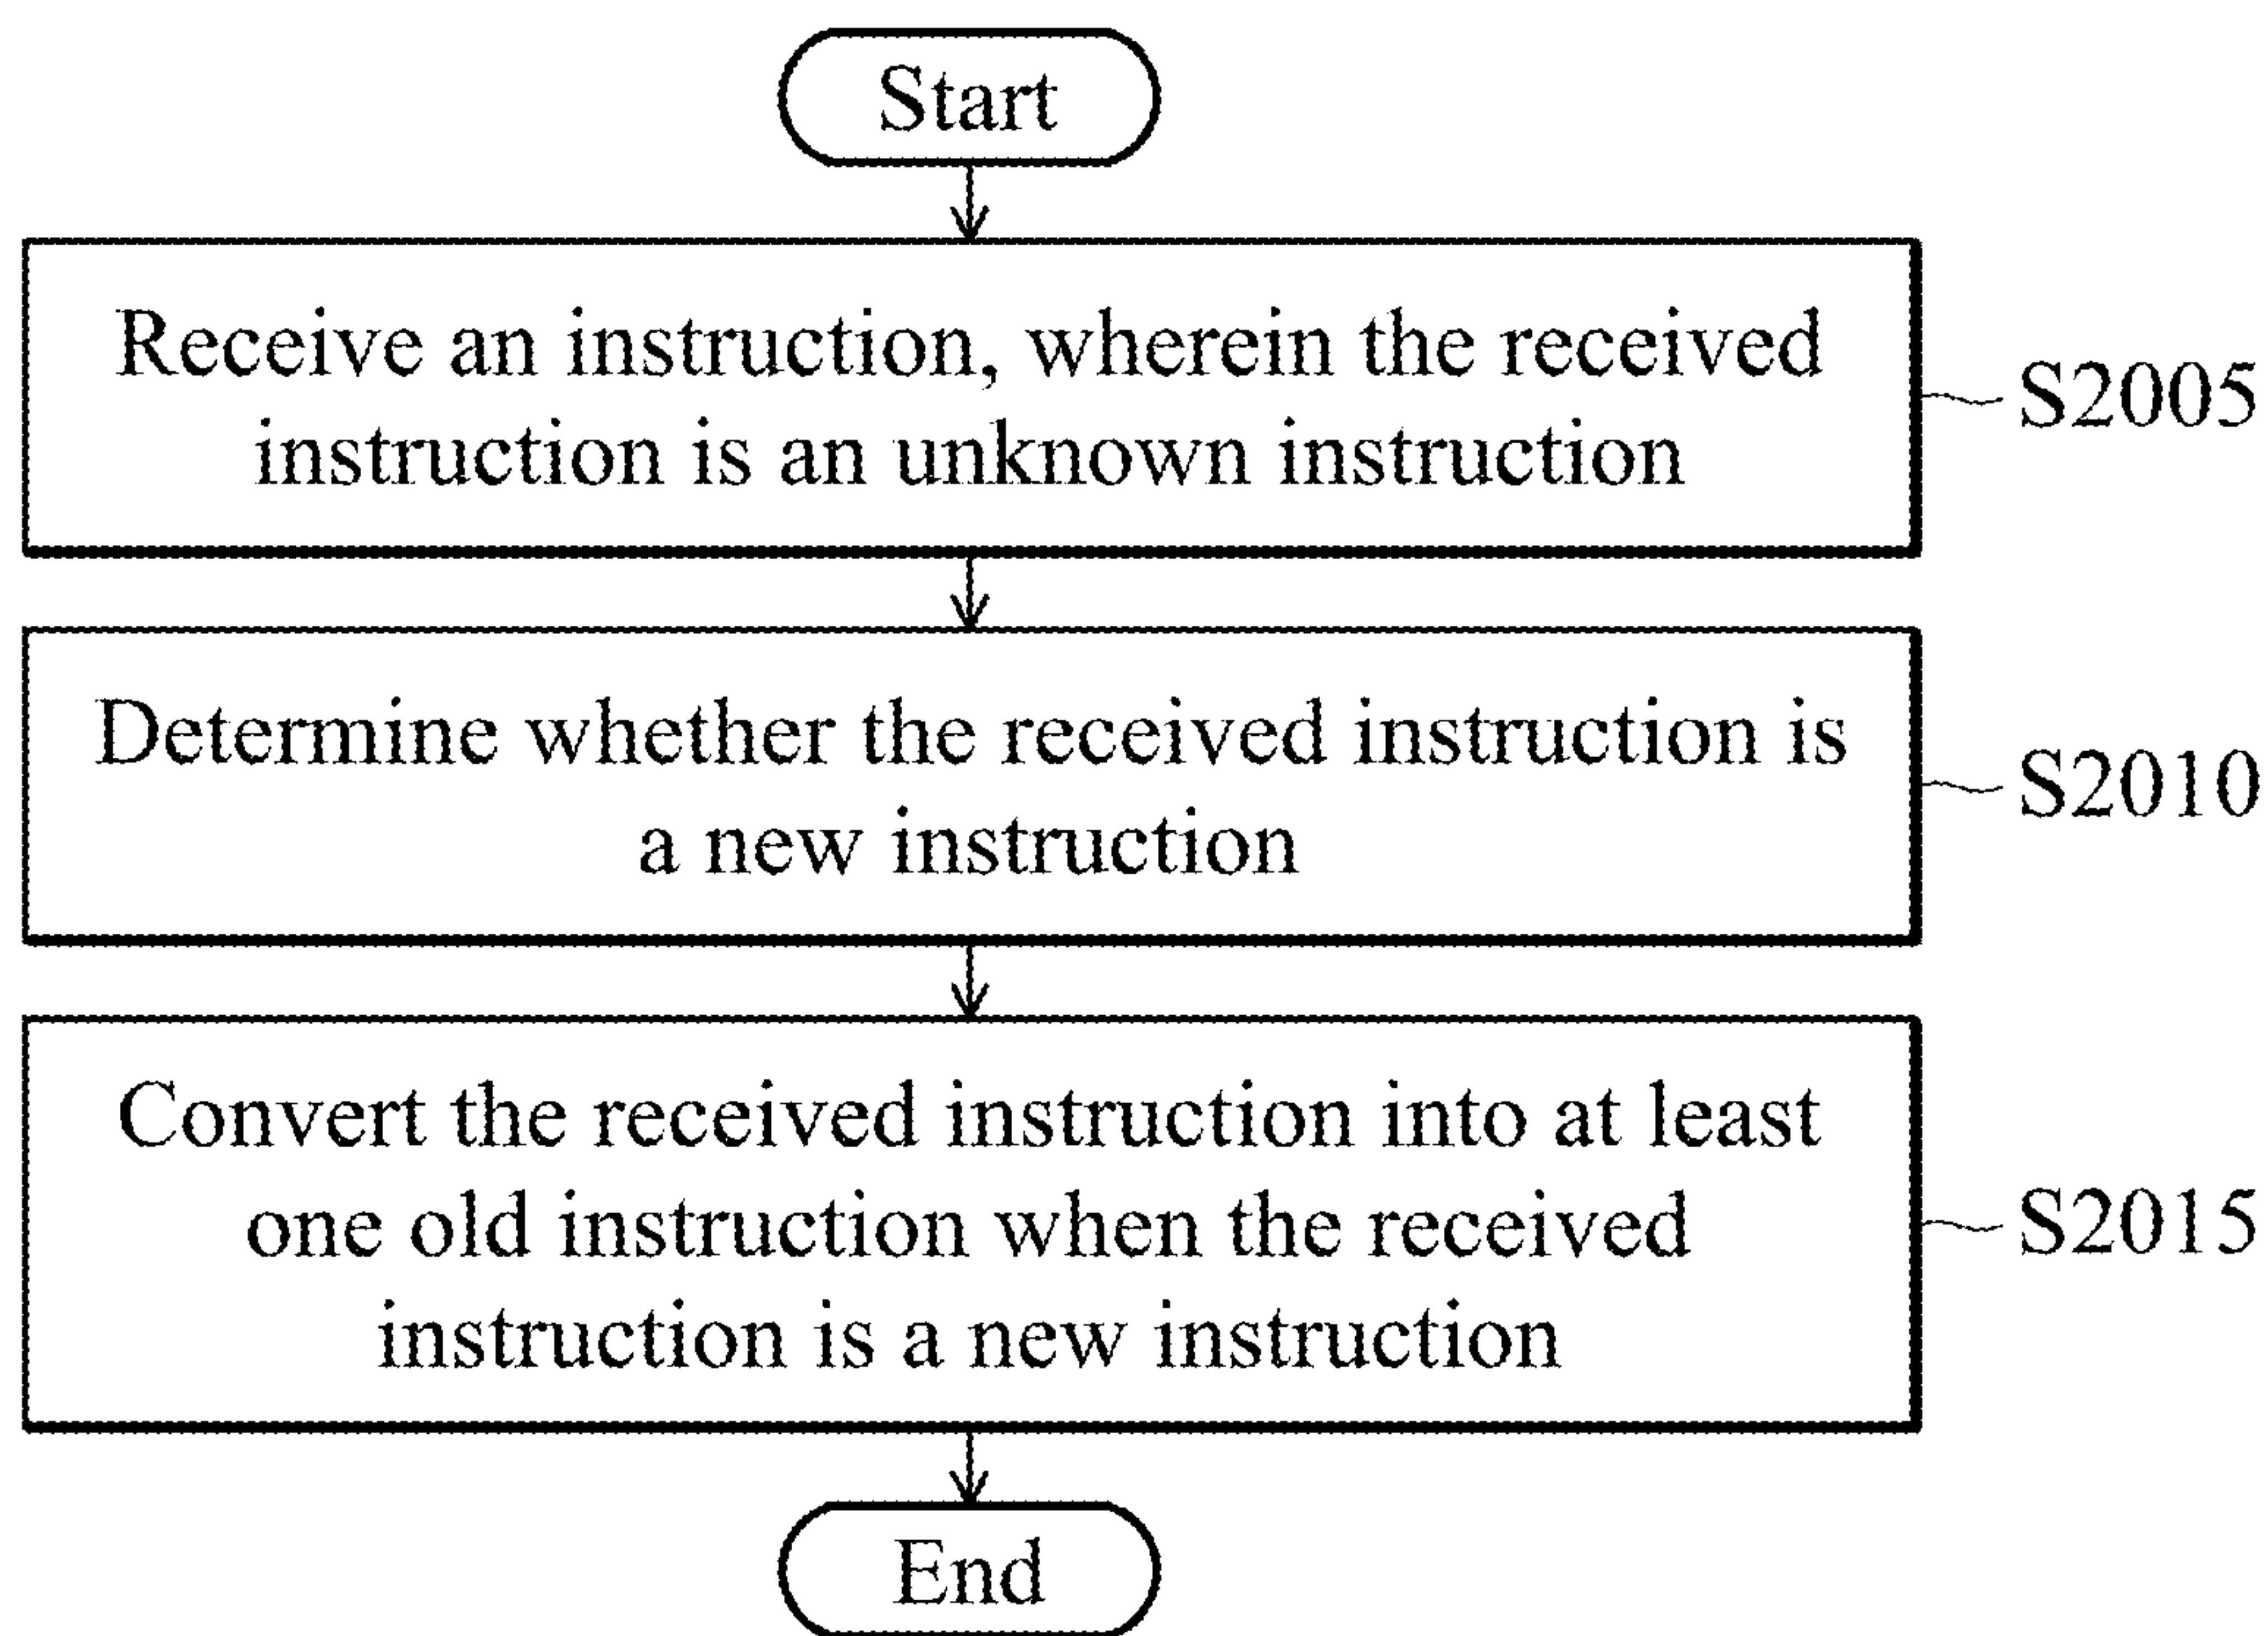 Start
Receive an instruction, wherein the received
instruction is an unknown instruction
S2005
Determine whether the received instruction is
a new instruction
S2010
Convert the received instruction into at least
one old instruction when the received
instruction is a new instruction
S2015
End